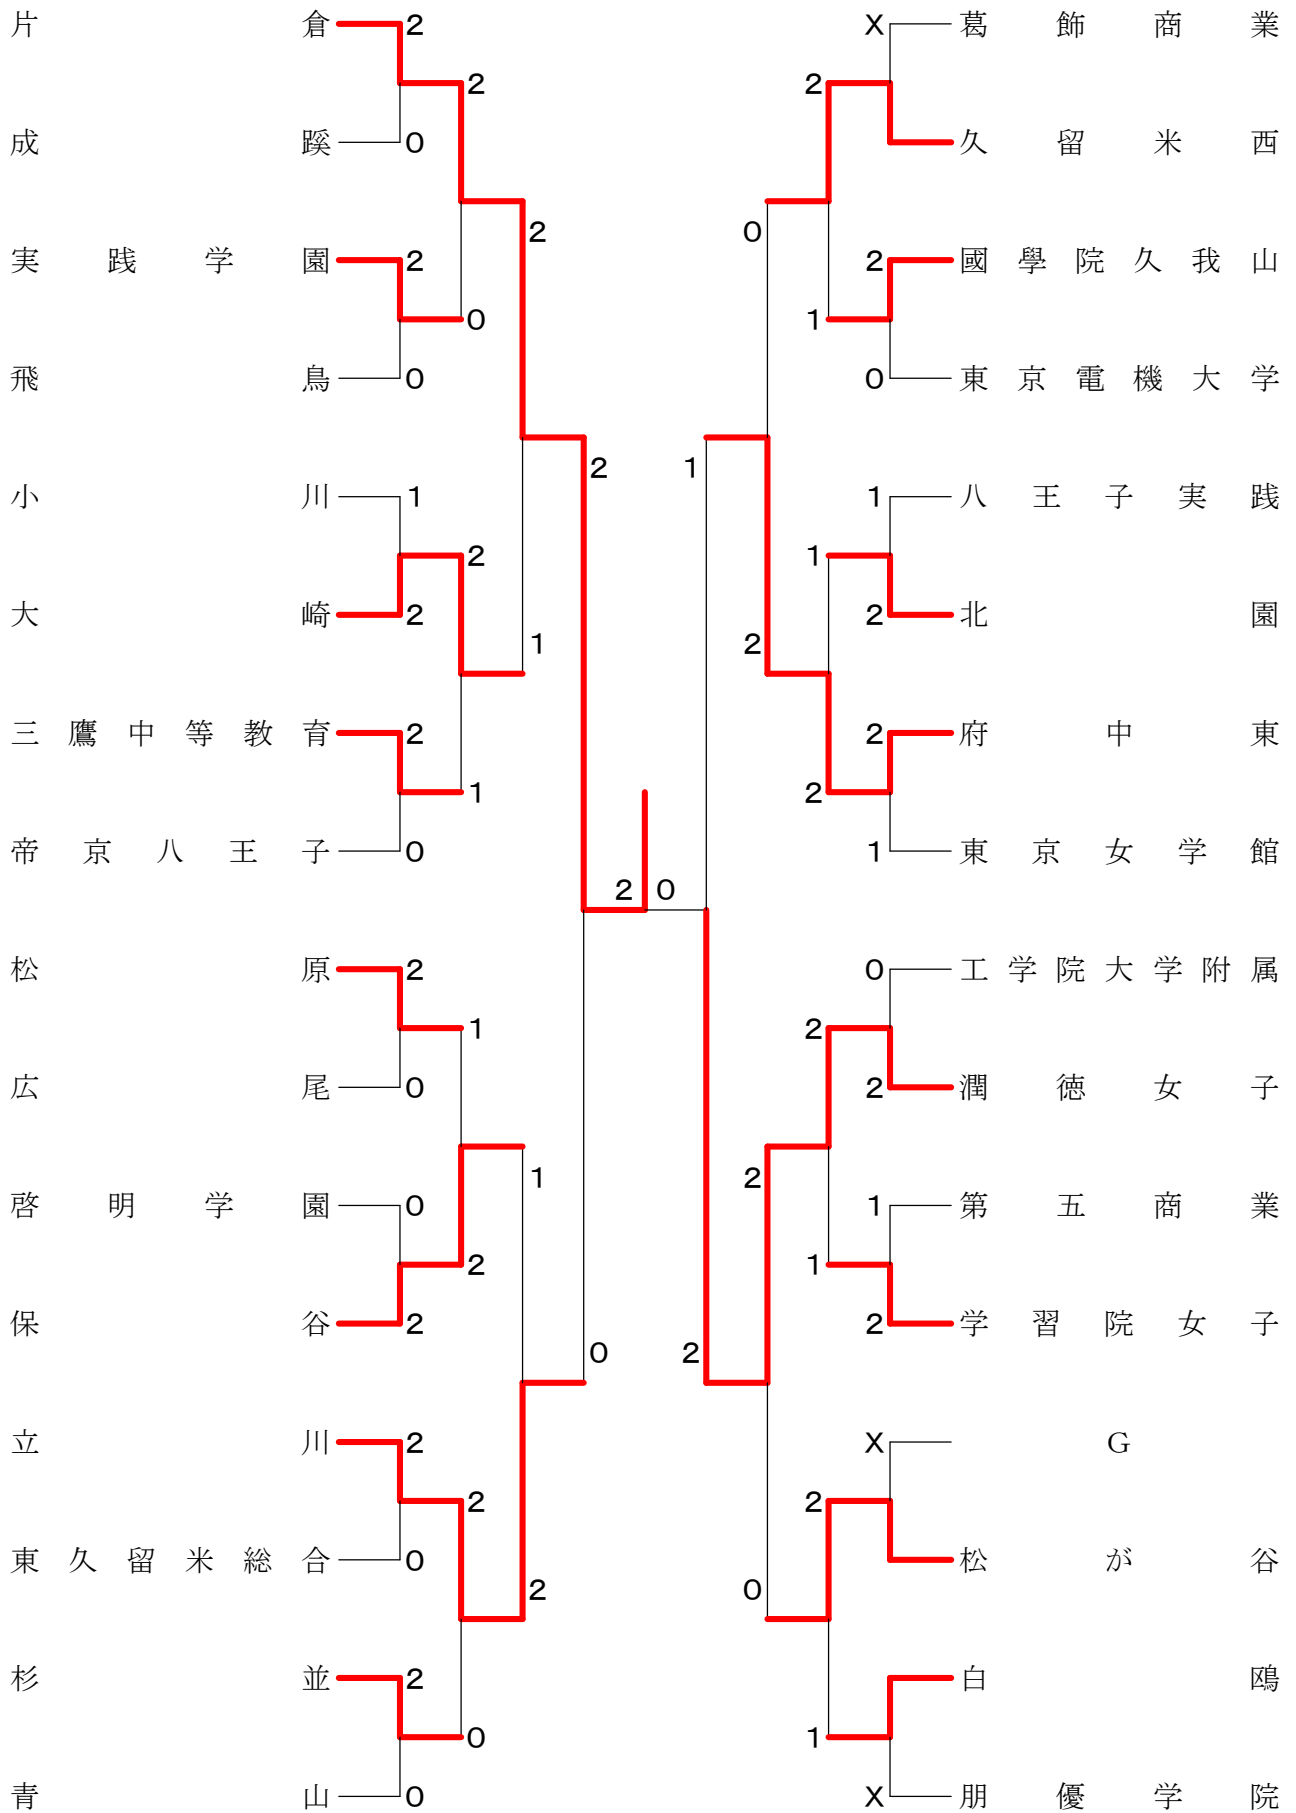 片倉 2 X 葛飾商業
2 2
成蹊 0 久留米西
2 0
実践学園 2 2 國學院久我山
0 1
飛鳥 0 0 東京電機大学
2 1
小川 1 1 八王子実践
2 1
大崎 2 2 北園
1 2
三鷹中等教育 2 2 府中東
1 2
帝京八王子 0 1 東京女学館
2 0
松原 2 0 工学院大学附属
1 2
広尾 0 2 潤徳女子
1 2
啓明学園 0 1 第五商業
2 1
保谷 2 2 学習院女子
0 2
立川 2 X G
2 2
東久留米総合 0 松が谷
2 0
杉並 2 白鴎
0 1
青山 0 X 朋優学院